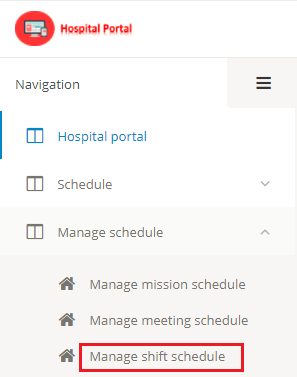 Hospital Portal
Navigation
Hospital portal
Schedule
Manage schedule
Manage mission schedule
Manage meeting schedule
Manage shift schedule